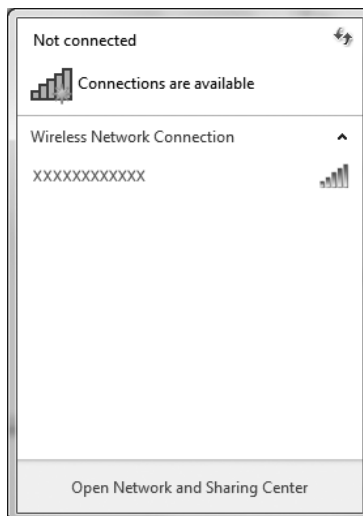 Not connected
Connections are available
Wireless Network Connection
XXXXXXXXXXXX
Open Network and Sharing Center